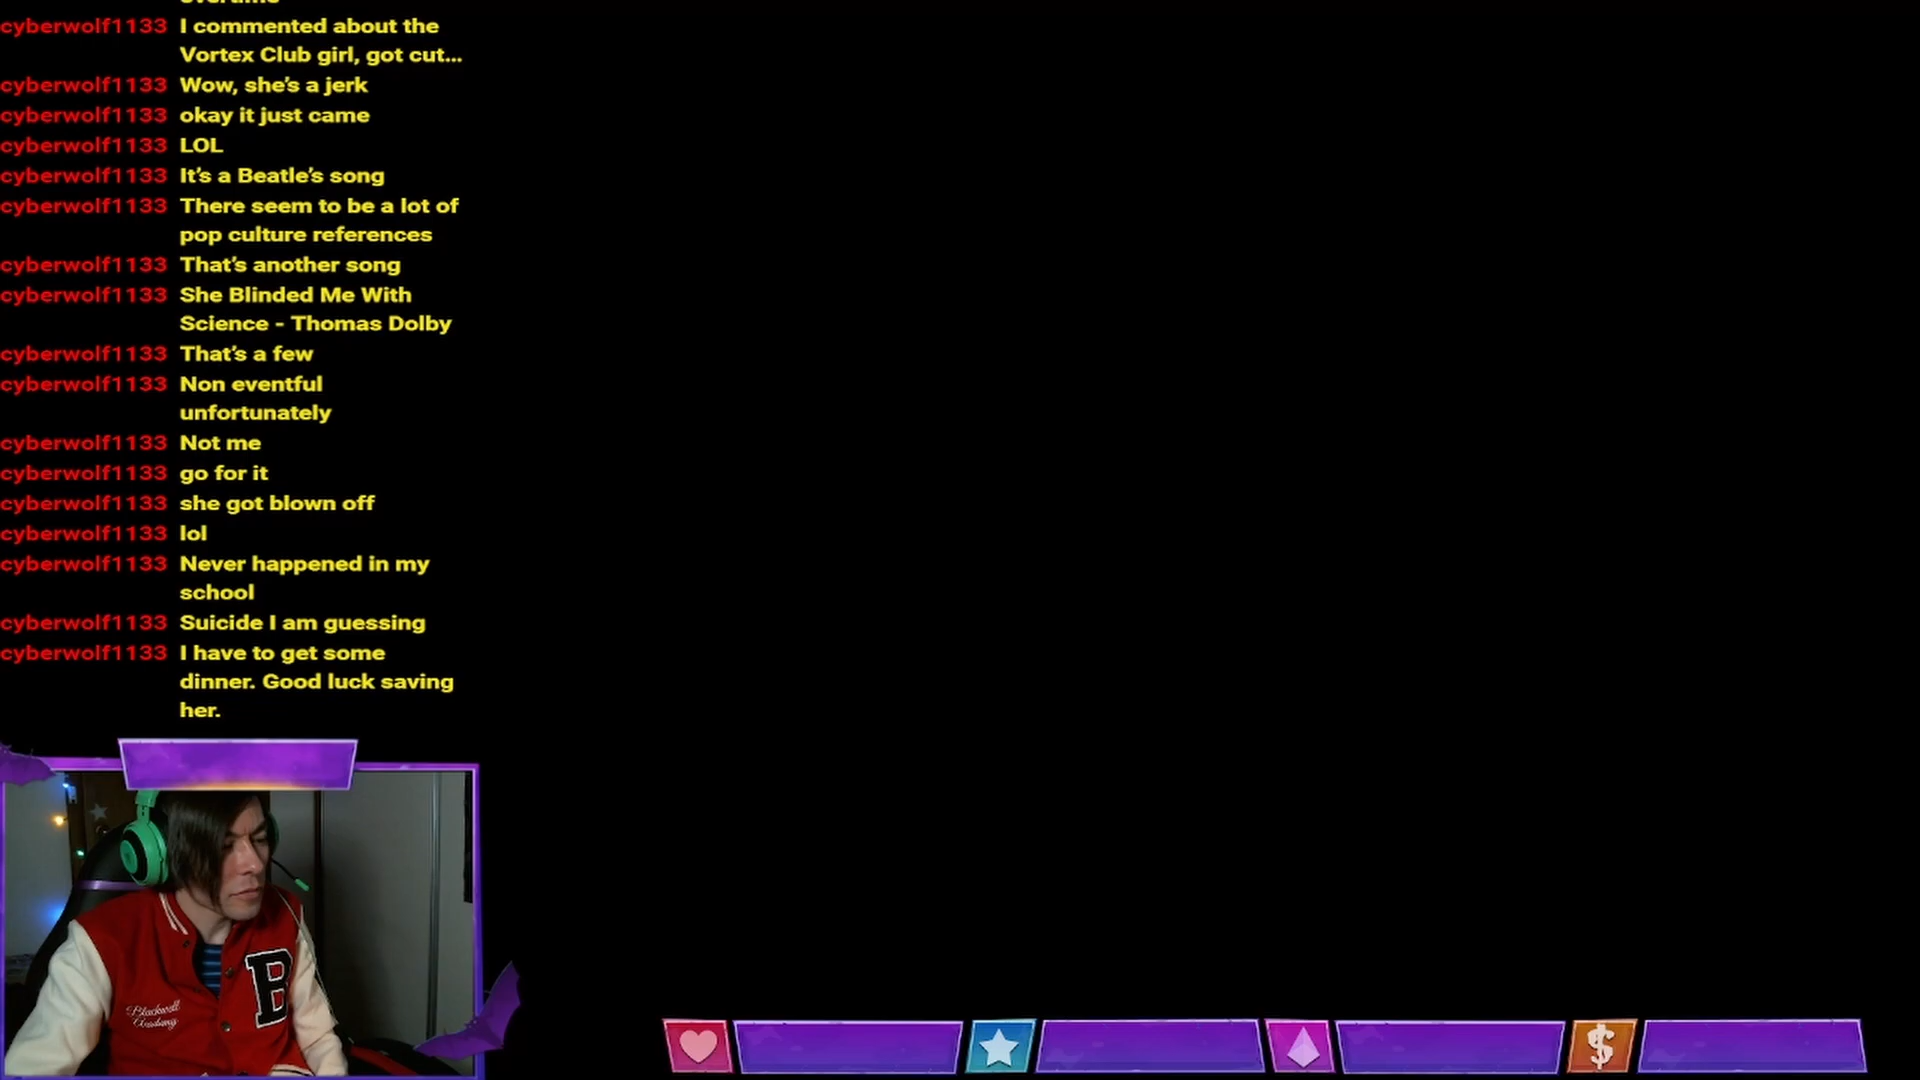 cyberwolf1133 I commented about the
Vortex Club girl, got cut...
cyberwolf1133 Wow, she's a jerk
cyberwolf1133 okay it just came
cyberwolf1133 LOL
cyberwolf1133 It's a Beatle's song
cyberwolf1133 There seem to be a lot of
pop culture references
cyberwolf1133 That's another song
cyberwolf1133 She Blinded Me With
Science - Thomas Dolby
cyberwolf1133 That's a few
cyberwolf1133 Non eventful
unfortunately
cyberwolf1133 Not me
cyberwolf1133 go for it
cyberwolf1133 she got blown off
cyberwolf1133 lol
cyberwolf1133 Never happened in my
school
cyberwolf1133 Suicide I am guessing
cyberwolf1133 I have to get some
dinner. Good luck saving
her.
B
Blackwell
Academy
$